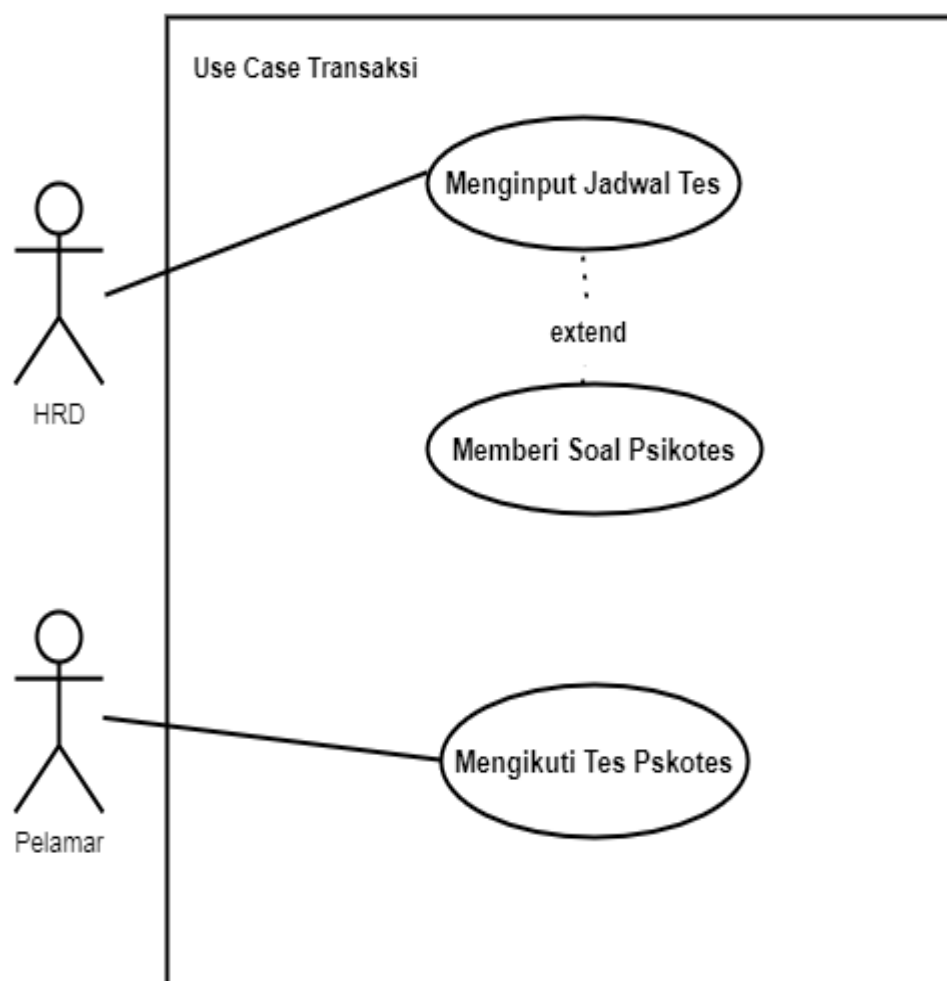 Use Case Transaksi
Menginput Jadwal Tes
extend
HRD
Memberi Soal Psikotes
Mengikuti Tes Pskotes
Pelamar